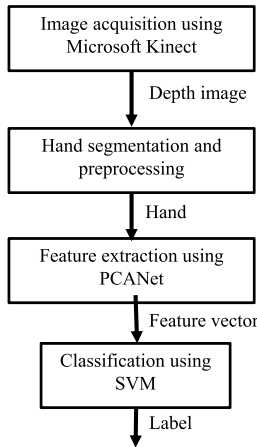 Image acquisition using
Microsoft Kinect
Depth image
Hand segmentation and
preprocessing
Hand
Feature extraction using
PCANet
Feature vector
Classification using
SVM
Label